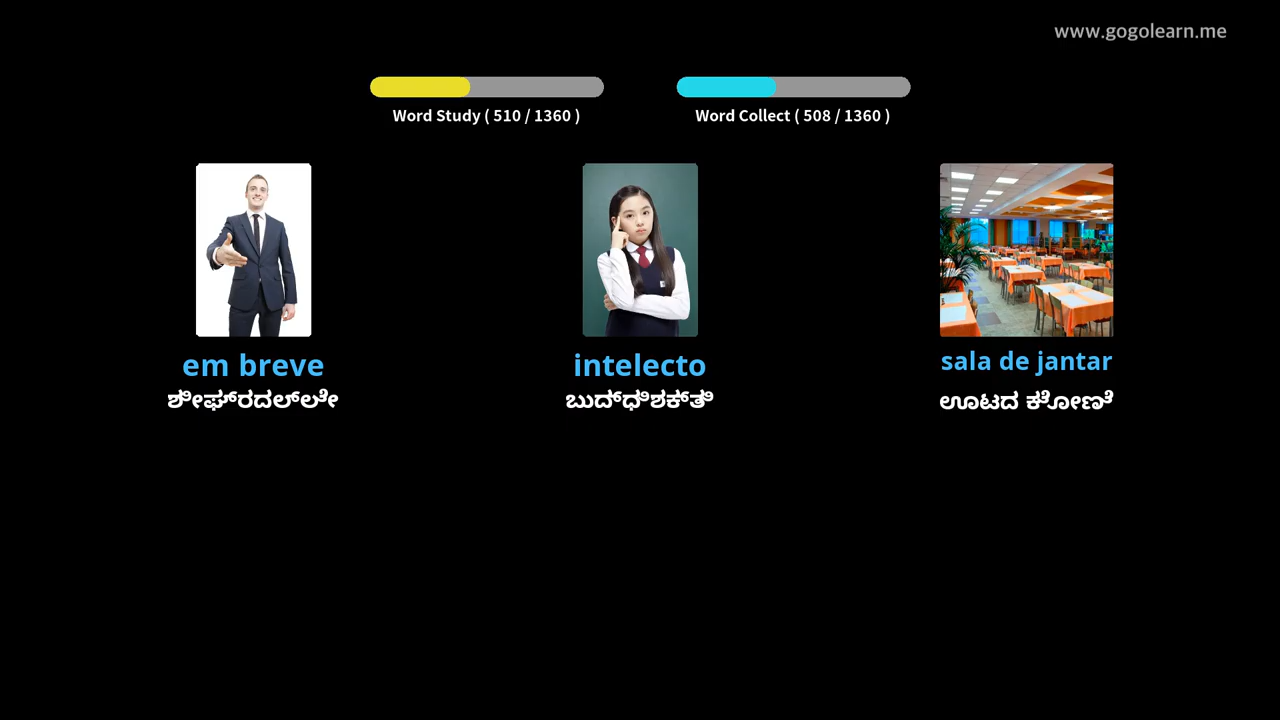 www.gogolearn.me
Word Study ( 510 / 1360 )
Word Collect ( 508 / 1360 )
em breve
ಶೀಘ್ರದಲ್ಲೇ
intelecto
ಬುದ್ಧಿಶಕ್ತಿ
sala de jantar
ಊಟದ ಕೋಣೆ